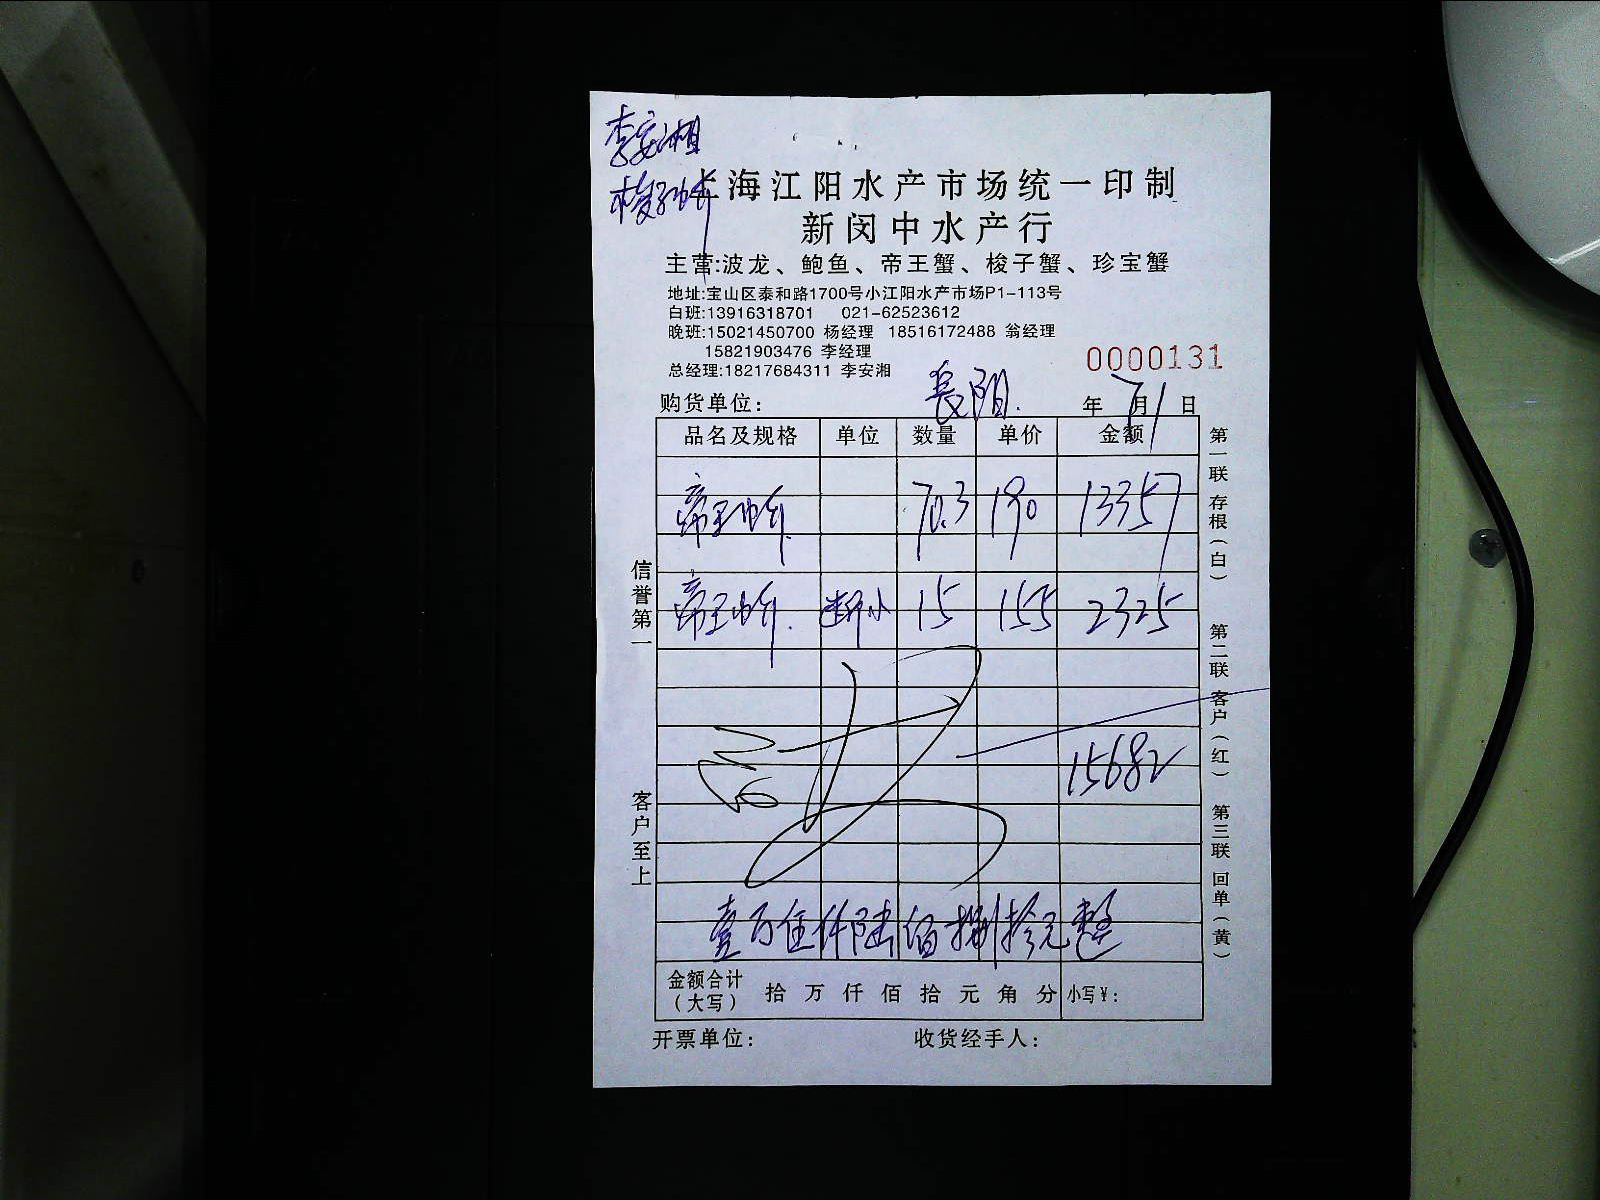 李安湘
梭子蟹
上海江阳水产市场统一印制
新闵中水产行
主营:波龙、鲍鱼、帝王蟹、梭子蟹、珍宝蟹
地址:宝山区泰和路1700号小江阳水产市场P1-113号
白班:13916318701 021-62523612
晚班:15021450700 杨经理 18516172488 翁经理
15821903476 李经理
总经理:18217684311 李安湘
0000131
购货单位: 長阳. 年 7月1日
品名及规格 单位 数量 单价 金额
帝王蚧 70.3 190 13357
帝王蚧. 断小 15 155 2325
15682
壹万伍仟陆佰捌拾元整
金额合计(大写) 拾万仟佰拾元角分 小写¥:
开票单位: 收货经手人:
信誉第一 客户至上
第一联 存根(白) 第二联 客户(红) 第三联 回单(黄)